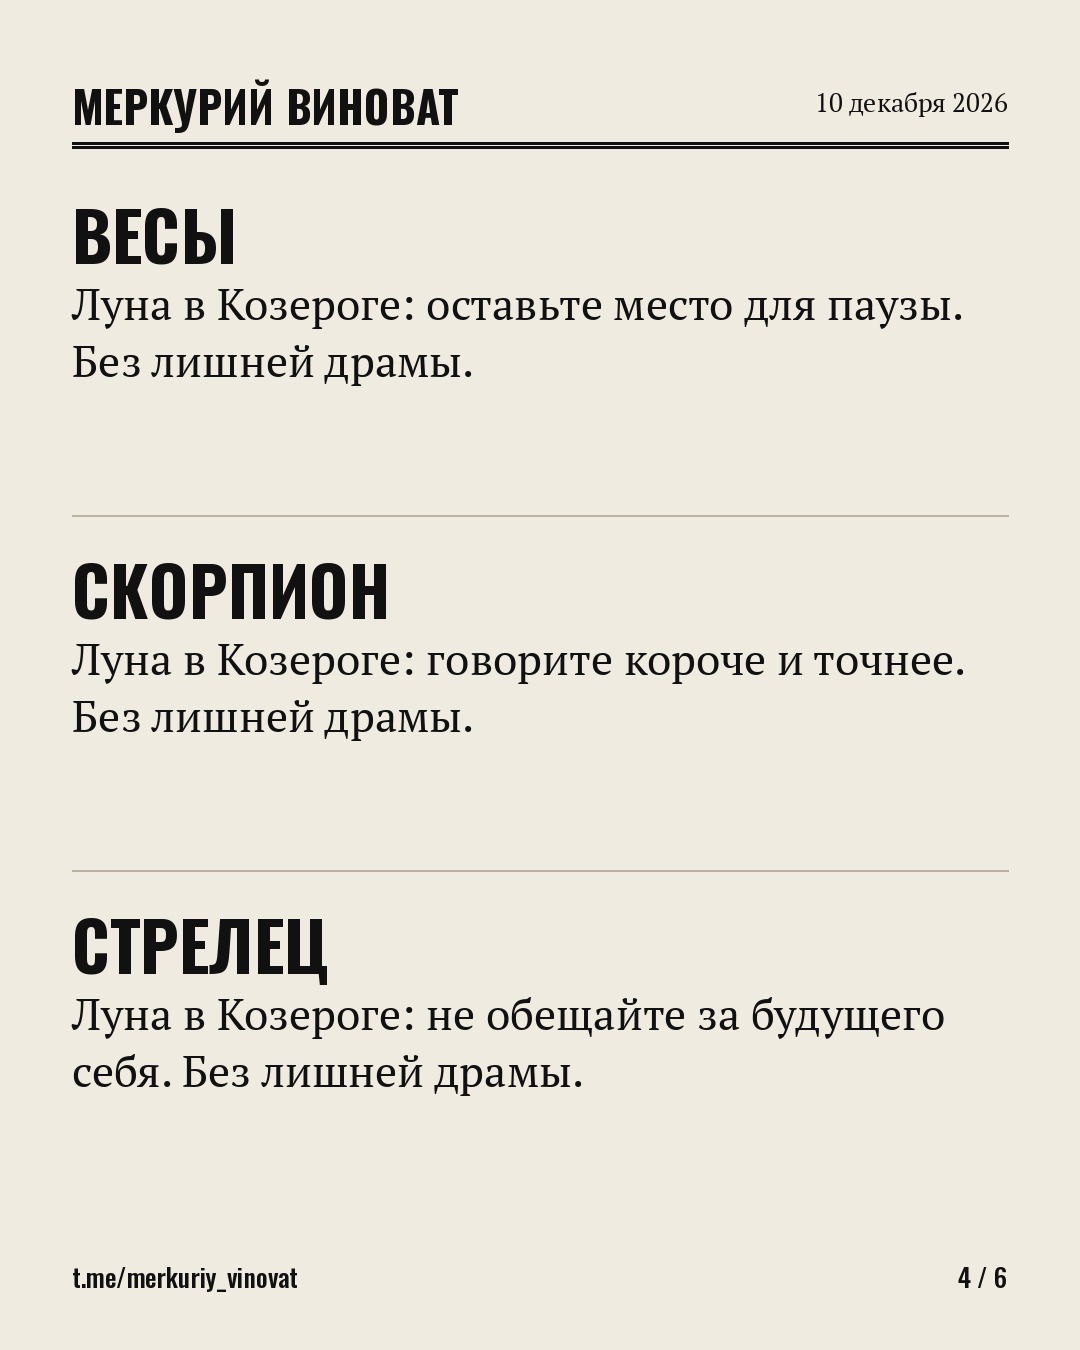 МЕРКУРИЙ ВИНОВАТ
10 декабря 2026
ВЕСЫ
Луна в Козероге: оставьте место для паузы.
Без лишней драмы.
СКОРПИОН
Луна в Козероге: говорите короче и точнее.
Без лишней драмы.
СТРЕЛЕЦ
Луна в Козероге: не обещайте за будущего
себя. Без лишней драмы.
t.me/merkuriy_vinovat
4 / 6